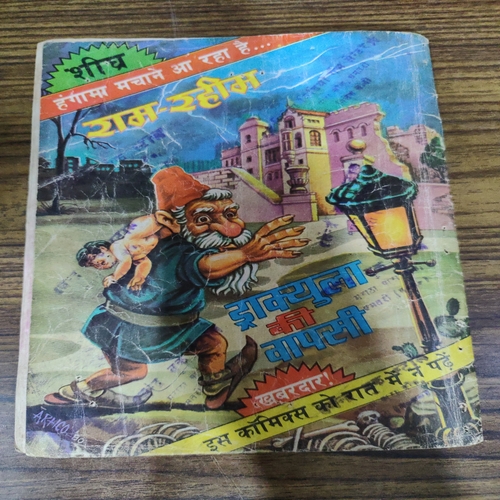 शीघ्र
हंगामा मचाने आ रहा है...
राम-रहीम
ड्राक्युला
की
वापसी
खबरदार!
इस कॉमिक्स को रात में न पढ़ें